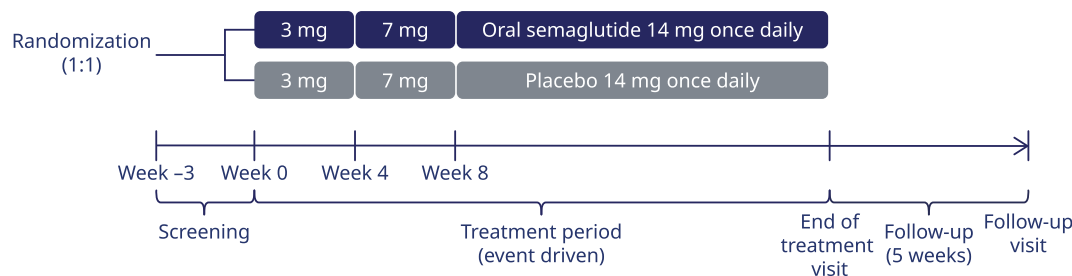 Randomization
(1:1)
3 mg
7 mg
Oral semaglutide 14 mg once daily
3 mg
7 mg
Placebo 14 mg once daily
Week –3
Week 0
Week 4
Week 8
Screening
Treatment period
(event driven)
End of
treatment
visit
Follow-up
(5 weeks)
Follow-up
visit